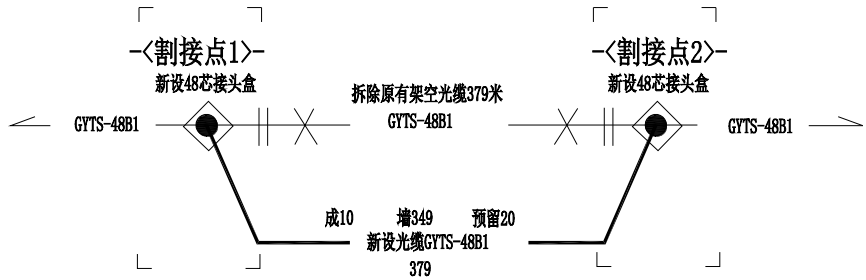 -<割接点1>-
新设48芯接头盒
-<割接点2>-
新设48芯接头盒
拆除原有架空光缆379米
GYTS-48B1
GYTS-48B1
GYTS-48B1
成10 墙349 预留20
新设光缆GYTS-48B1
379